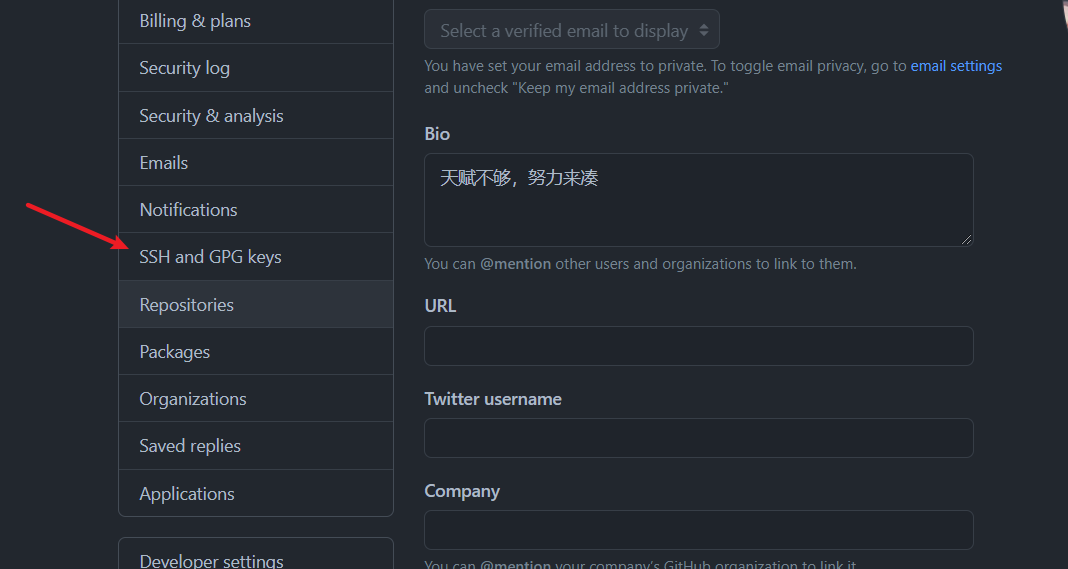 Billing & plans
Security log
Security & analysis
Emails
Notifications
SSH and GPG keys
Repositories
Packages
Organizations
Saved replies
Applications
Developer settings
Select a verified email to display
You have set your email address to private. To toggle email privacy, go to email settings
and uncheck "Keep my email address private."
Bio
天赋不够，努力来凑
You can @mention other users and organizations to link to them.
URL
Twitter username
Company
You can @mention your company's GitHub organization to link it.